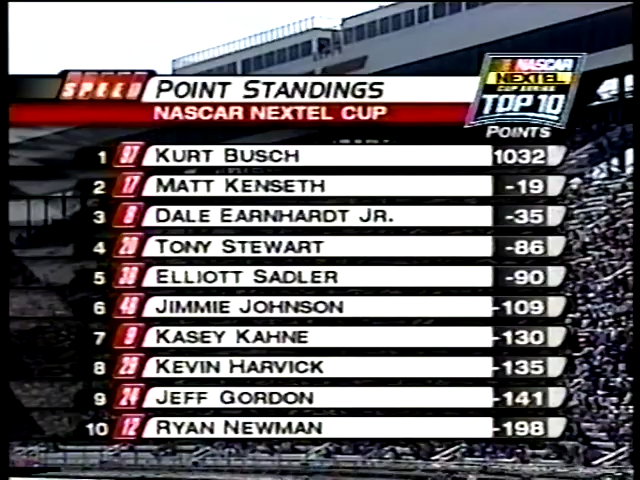 SPEED POINT STANDINGS
NASCAR NEXTEL CUP
NASCAR
NEXTEL
CUP SERIES
TOP 10
POINTS
1 97 KURT BUSCH 1032
2 17 MATT KENSETH -19
3 8 DALE EARNHARDT JR. -35
4 20 TONY STEWART -86
5 38 ELLIOTT SADLER -90
6 48 JIMMIE JOHNSON -109
7 9 KASEY KAHNE -130
8 29 KEVIN HARVICK -135
9 24 JEFF GORDON -141
10 12 RYAN NEWMAN -198